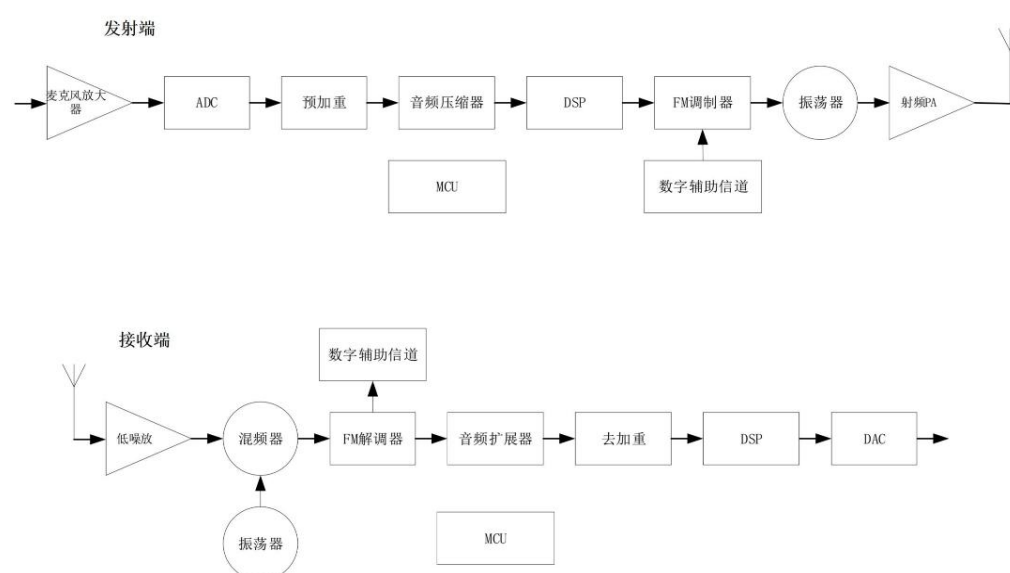 发射端
麦克风放大
器
ADC
预加重
音频压缩器
DSP
FM调制器
振荡器
射频PA
MCU
数字辅助信道
接收端
数字辅助信道
低噪放
混频器
FM解调器
音频扩展器
去加重
DSP
DAC
振荡器
MCU